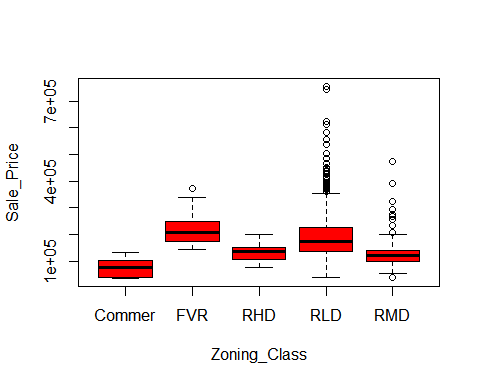 Sale_Price
7e+05
4e+05
1e+05
Commer FVR RHD RLD RMD
Zoning_Class